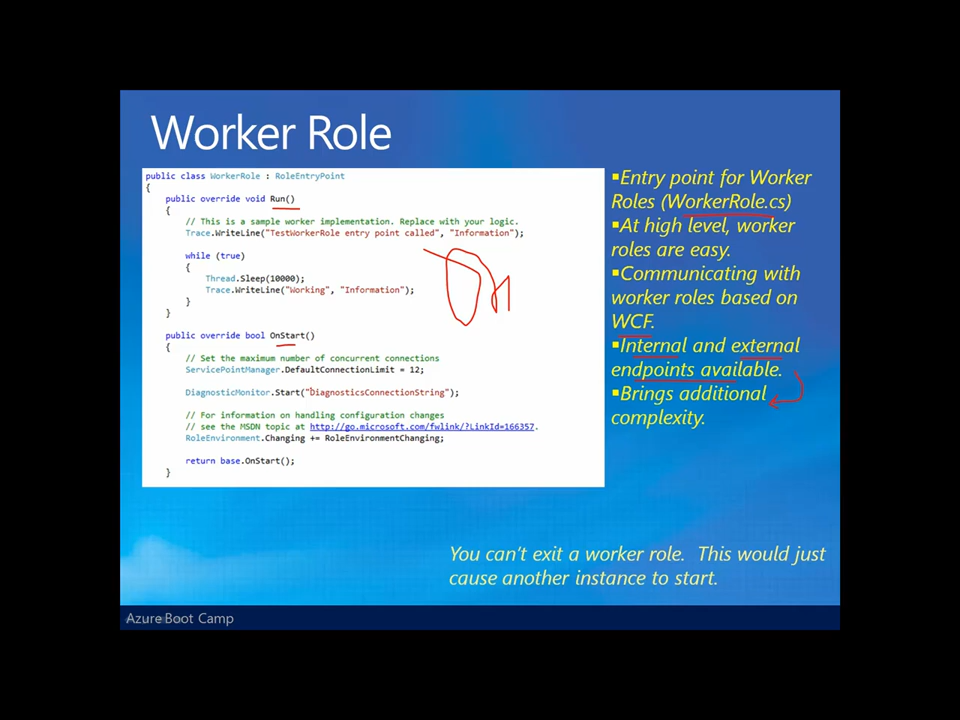 Worker Role
public class WorkerRole : RoleEntryPoint
{
public override void Run()
{
// This is a sample worker implementation. Replace with your logic.
Trace.WriteLine("TestWorkerRole entry point called", "Information");
while (true)
{
Thread.Sleep(10000);
Trace.WriteLine("Working", "Information");
}
}
public override bool OnStart()
{
// Set the maximum number of concurrent connections
ServicePointManager.DefaultConnectionLimit = 12;
DiagnosticMonitor.Start("DiagnosticsConnectionString");
// For information on handling configuration changes
// see the MSDN topic at http://go.microsoft.com/fwlink/?LinkId=166357.
RoleEnvironment.Changing += RoleEnvironmentChanging;
return base.OnStart();
}
▪Entry point for Worker
Roles (WorkerRole.cs)
▪At high level, worker
roles are easy.
▪Communicating with
worker roles based on
WCF.
▪Internal and external
endpoints available.
▪Brings additional
complexity.
You can't exit a worker role. This would just
cause another instance to start.
Azure Boot Camp